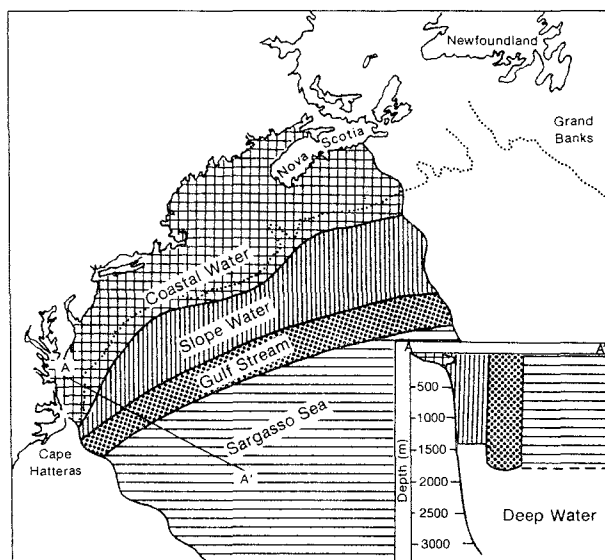 Newfoundland
Grand
Banks
Nova Scotia
Coastal Water
Slope Water
Gulf Stream
Sargasso Sea
A
A'
Cape
Hatteras
A
A'
500
1000
1500
2000
2500
3000
Depth (m)
Deep Water